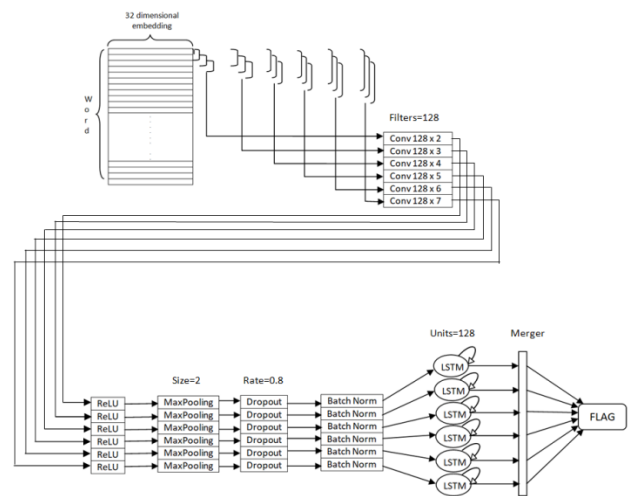 32 dimensional
embedding
W
o
r
d
Filters=128
Conv 128 x 2
Conv 128 x 3
Conv 128 x 4
Conv 128 x 5
Conv 128 x 6
Conv 128 x 7
Size=2
Rate=0.8
Units=128
Merger
ReLU MaxPooling Dropout Batch Norm LSTM
ReLU MaxPooling Dropout Batch Norm LSTM
ReLU MaxPooling Dropout Batch Norm LSTM
ReLU MaxPooling Dropout Batch Norm LSTM
ReLU MaxPooling Dropout Batch Norm LSTM
ReLU MaxPooling Dropout Batch Norm LSTM
FLAG